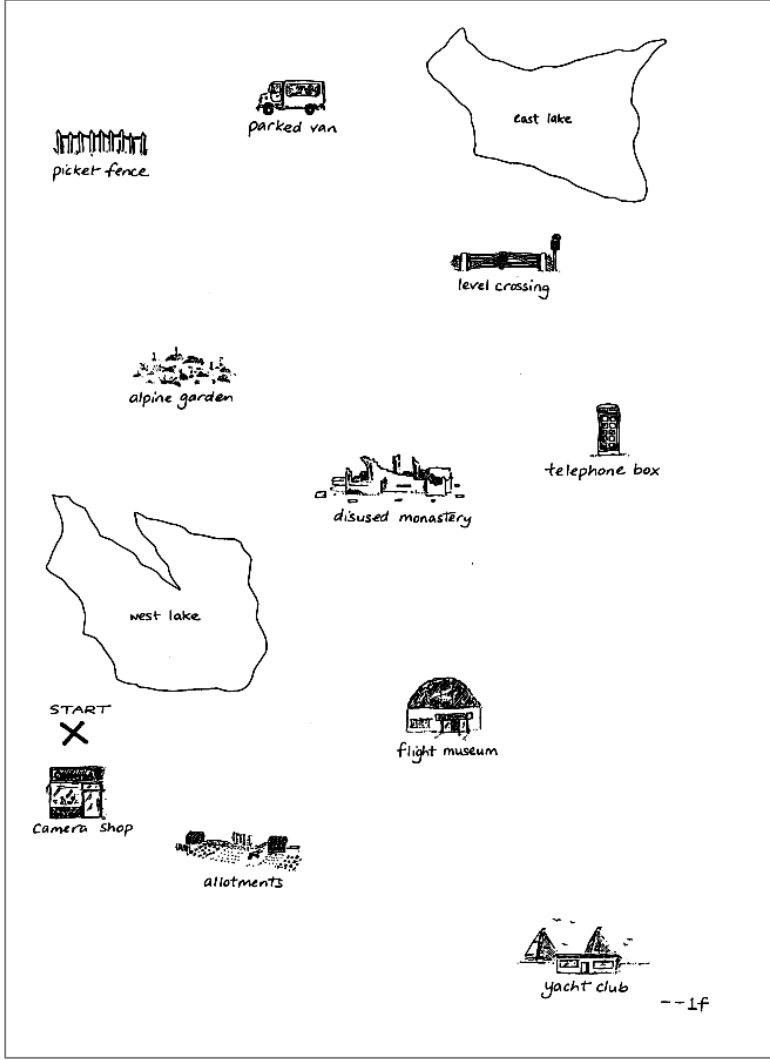 parked van
east lake
picket fence
level crossing
alpine garden
telephone box
disused monastery
west lake
START
flight museum
camera shop
allotments
yacht club
--1f